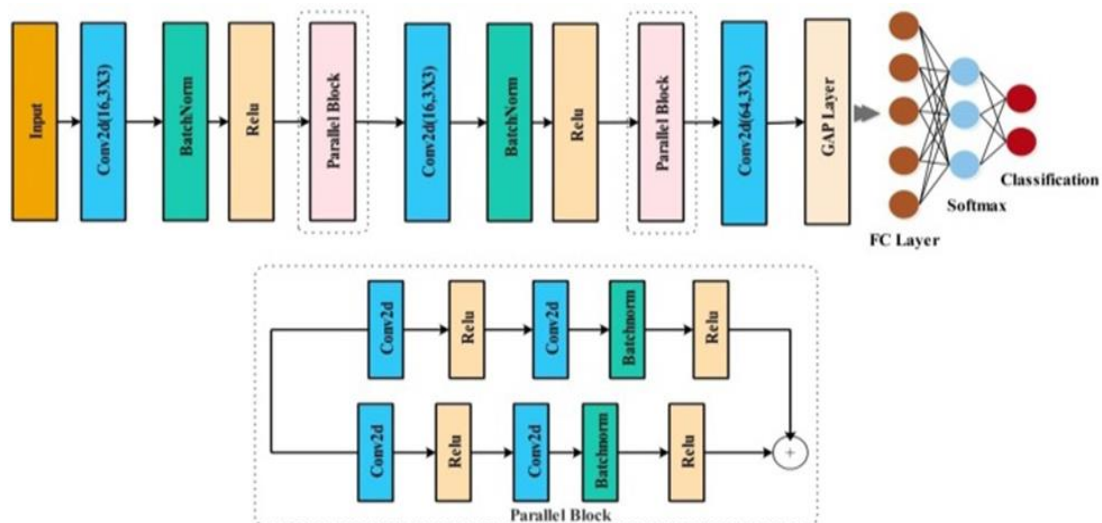 Input
Conv2d(16,3X3)
BatchNorm
Relu
Parallel Block
Conv2d(16,3X3)
BatchNorm
Relu
Parallel Block
Conv2d(64,3X3)
GAP Layer
FC Layer
Softmax
Classification
Conv2d
Relu
Conv2d
Batchnorm
Relu
Conv2d
Relu
Conv2d
Batchnorm
Relu
+
Parallel Block